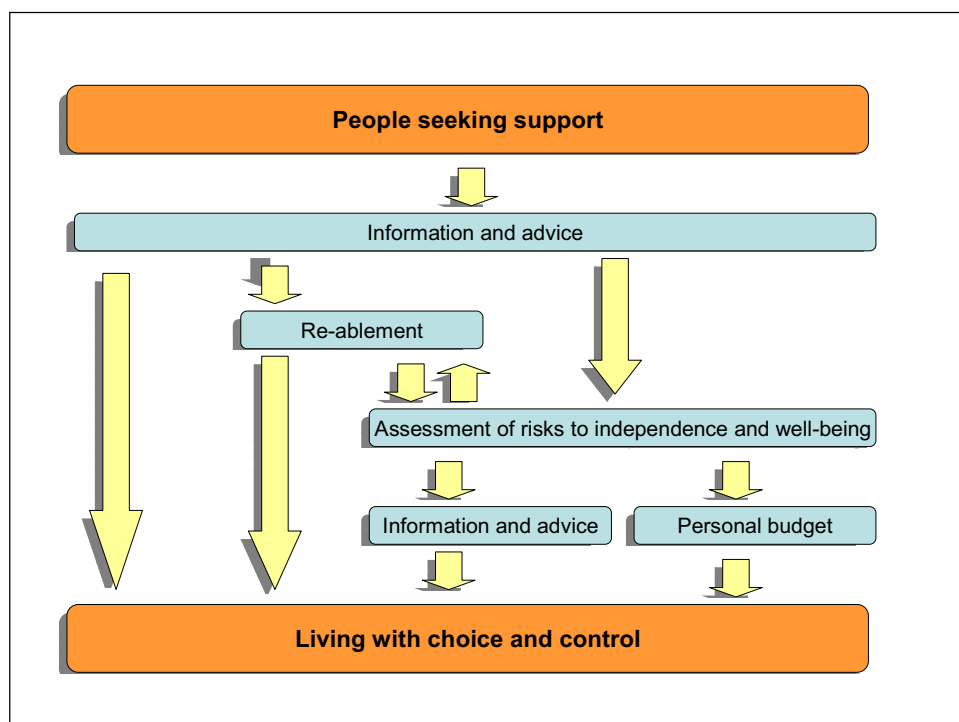 People seeking support
Information and advice
Re-ablement
Assessment of risks to independence and well-being
Information and advice
Personal budget
Living with choice and control